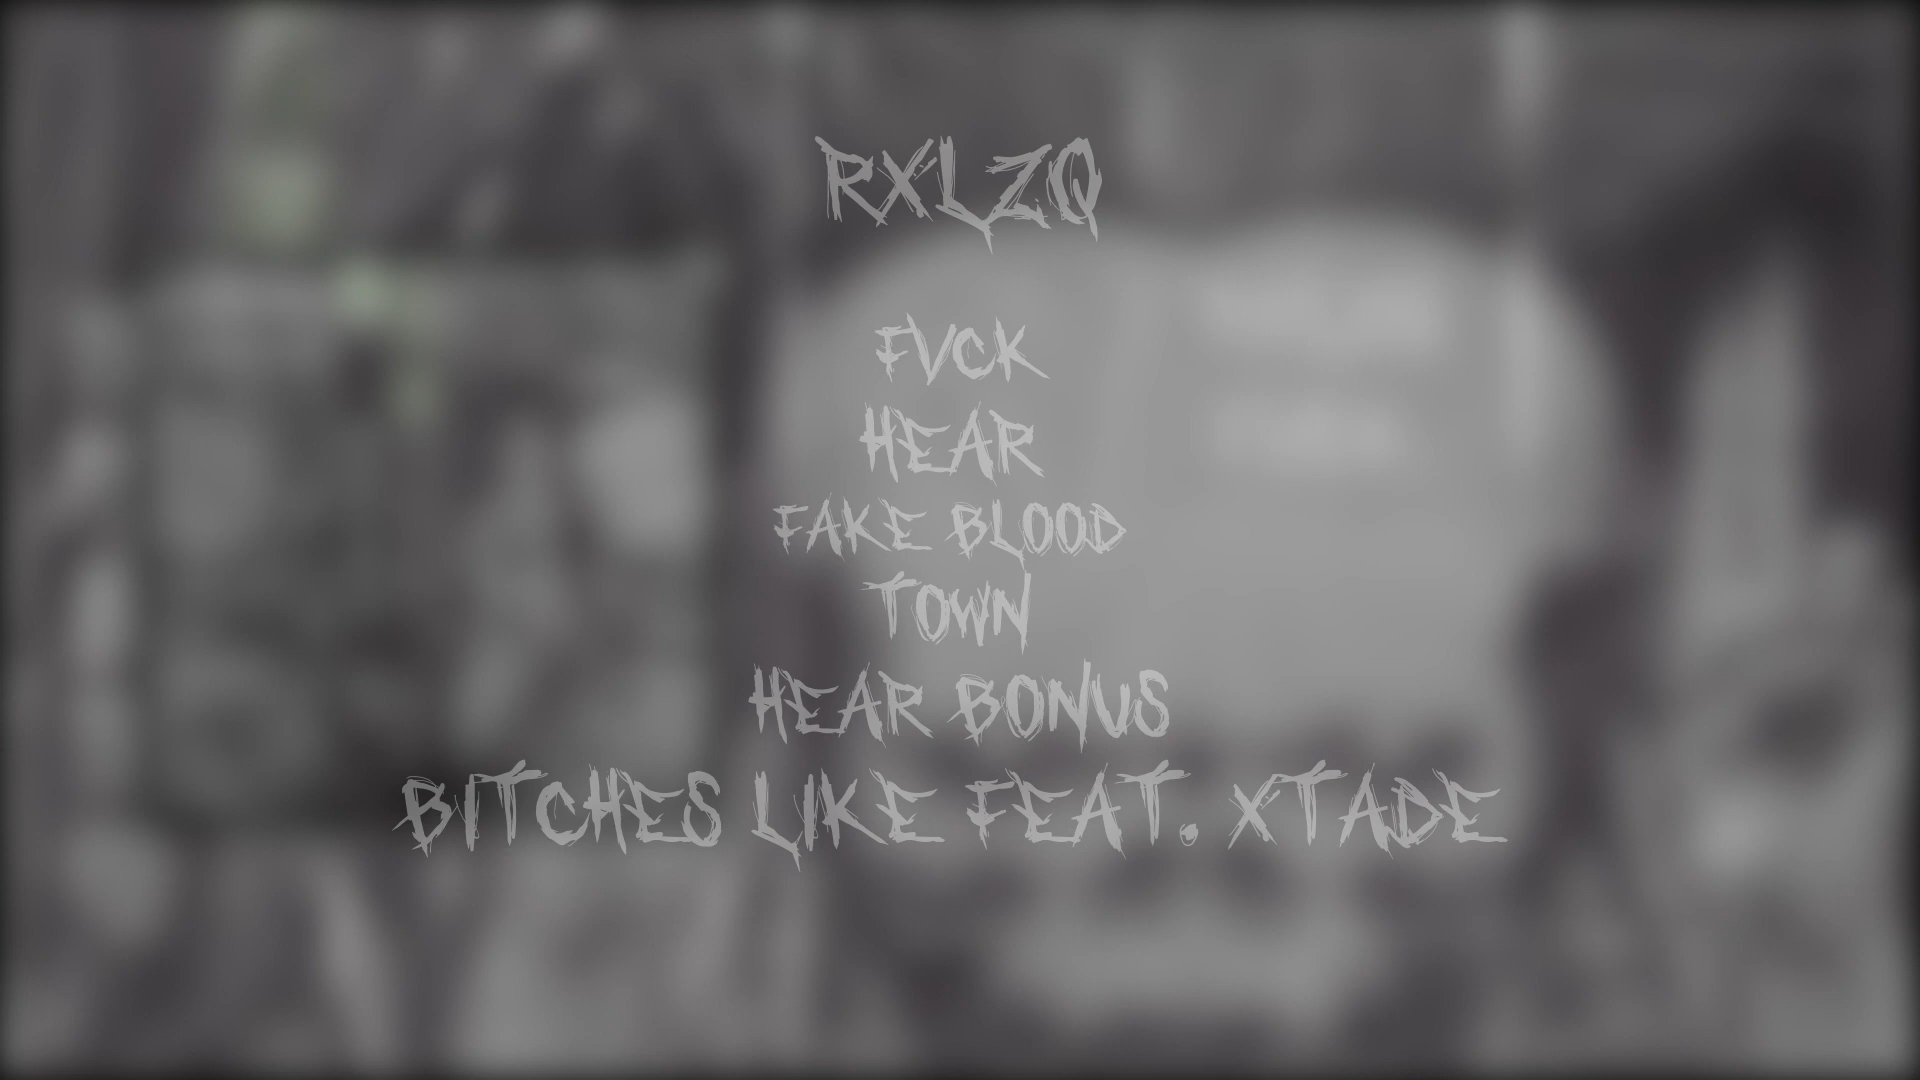 RXLZQ
FVCK
HEAR
FAKE BLOOD
TOWN
HEAR BONUS
BITCHES LIKE FEAT. XTADE